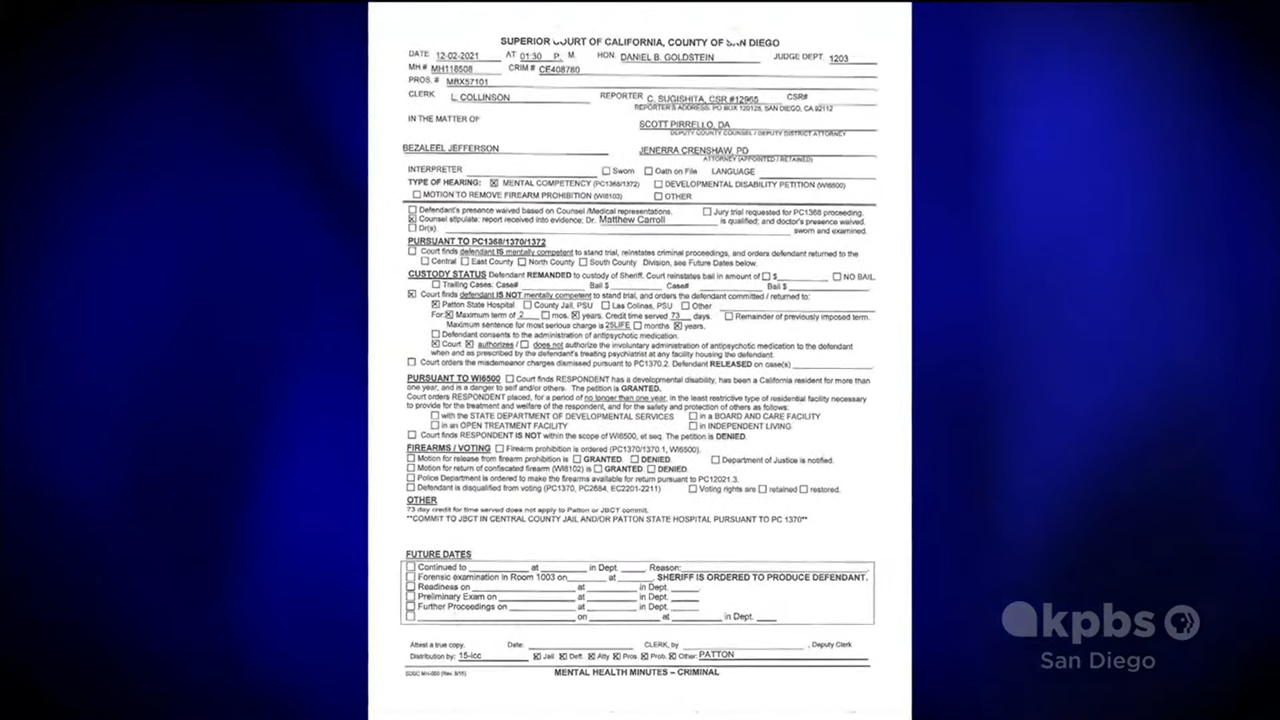 SUPERIOR COURT OF CALIFORNIA, COUNTY OF SAN DIEGO
DATE 12-02-2021 AT 01:30 P. M. HON. DANIEL B. GOLDSTEIN JUDGE DEPT. 1203
MH # MH118508 CRIM # CE408780
PROS. # MBX57101
CLERK L. COLLINSON REPORTER C. SUGISHITA, CSR #12965 CSR#
REPORTER'S ADDRESS: PO BOX 120128, SAN DIEGO, CA 92112
IN THE MATTER OF SCOTT PIRRELLO, DA
DEPUTY COUNTY COUNSEL / DEPUTY DISTRICT ATTORNEY
BEZALEEL JEFFERSON JENERRA CRENSHAW, PD
ATTORNEY (APPOINTED / RETAINED)
INTERPRETER ☐ Sworn ☐ Oath on File LANGUAGE
TYPE OF HEARING: ☒ MENTAL COMPETENCY (PC1368/1372) ☐ DEVELOPMENTAL DISABILITY PETITION (WI6500)
☐ MOTION TO REMOVE FIREARM PROHIBITION (WI8103) ☐ OTHER
☐ Defendant's presence waived based on Counsel /Medical representations. ☐ Jury trial requested for PC1368 proceeding.
☒ Counsel stipulate: report received into evidence; Dr. Matthew Carroll is qualified; and doctor's presence waived.
☐ Dr(s). sworn and examined.
PURSUANT TO PC1368/1370/1372
☐ Court finds defendant IS mentally competent to stand trial, reinstates criminal proceedings, and orders defendant returned to the
☐ Central ☐ East County ☐ North County ☐ South County Division, see Future Dates below.
CUSTODY STATUS Defendant REMANDED to custody of Sheriff. Court reinstates bail in amount of ☐ $ ☐ NO BAIL.
☐ Trailing Cases: Case# Bail $ Case# Bail $
☒ Court finds defendant IS NOT mentally competent to stand trial, and orders the defendant committed / returned to:
☒ Patton State Hospital ☐ County Jail, PSU ☐ Las Colinas, PSU ☐ Other
For: ☒ Maximum term of 2 ☐ mos. ☒ years. Credit time served 73 days. ☐ Remainder of previously imposed term.
Maximum sentence for most serious charge is 25LIFE ☐ months ☒ years.
☐ Defendant consents to the administration of antipsychotic medication.
☒ Court ☒ authorizes / ☐ does not authorize the involuntary administration of antipsychotic medication to the defendant
when and as prescribed by the defendant's treating psychiatrist at any facility housing the defendant.
☐ Court orders the misdemeanor charges dismissed pursuant to PC1370.2. Defendant RELEASED on case(s)
PURSUANT TO WI6500 ☐ Court finds RESPONDENT has a developmental disability, has been a California resident for more than
one year, and is a danger to self and/or others. The petition is GRANTED.
Court orders RESPONDENT placed, for a period of no longer than one year, in the least restrictive type of residential facility necessary
to provide for the treatment and welfare of the respondent, and for the safety and protection of others as follows:
☐ with the STATE DEPARTMENT OF DEVELOPMENTAL SERVICES ☐ in a BOARD AND CARE FACILITY
☐ in an OPEN TREATMENT FACILITY ☐ in INDEPENDENT LIVING
☐ Court finds RESPONDENT IS NOT within the scope of WI6500, et seq. The petition is DENIED.
FIREARMS / VOTING ☐ Firearm prohibition is ordered (PC1370/1370.1, WI6500).
☐ Motion for release from firearm prohibition is ☐ GRANTED ☐ DENIED. ☐ Department of Justice is notified.
☐ Motion for return of confiscated firearm (WI8102) is ☐ GRANTED ☐ DENIED.
☐ Police Department is ordered to make the firearms available for return pursuant to PC12021.3.
☐ Defendant is disqualified from voting (PC1370, PC2684, EC2201-2211) ☐ Voting rights are ☐ retained ☐ restored.
OTHER
73 day credit for time served does not apply to Patton or JBCT commit.
**COMMIT TO JBCT IN CENTRAL COUNTY JAIL AND/OR PATTON STATE HOSPITAL PURSUANT TO PC 1370**
FUTURE DATES
☐ Continued to at in Dept. Reason:
☐ Forensic examination in Room 1003 on at . SHERIFF IS ORDERED TO PRODUCE DEFENDANT.
☐ Readiness on at in Dept.
☐ Preliminary Exam on at in Dept.
☐ Further Proceedings on at in Dept.
☐ on at in Dept.
Attest a true copy. Date: CLERK, by , Deputy Clerk
Distribution by: 15-lcc ☒ Jail ☒ Deft. ☒ Atty ☒ Pros. ☒ Prob. ☒ Other: PATTON
SDSC MH-000 (Rev. 8/15) MENTAL HEALTH MINUTES – CRIMINAL
kpbs PBS
San Diego